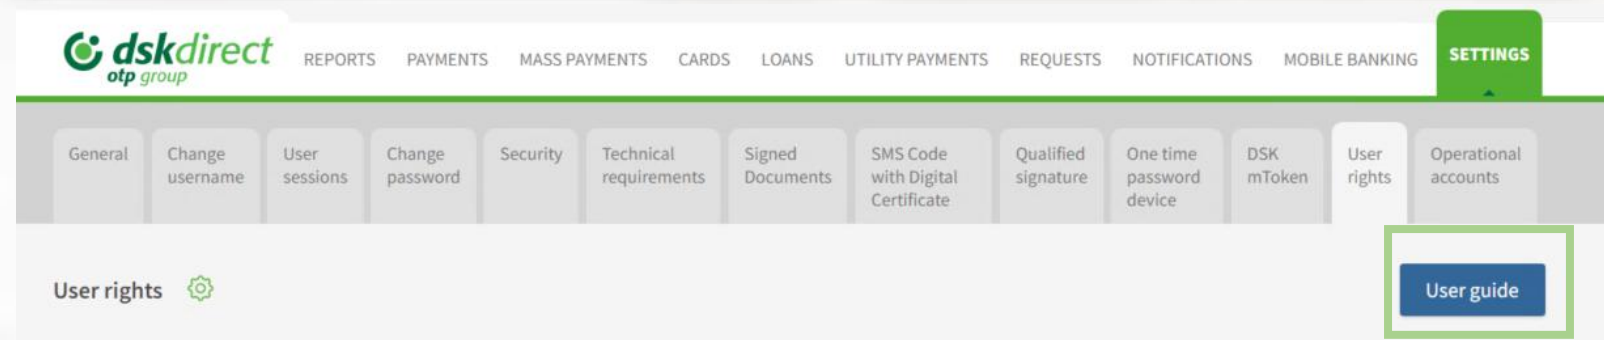 dskdirect
otp group
REPORTS PAYMENTS MASS PAYMENTS CARDS LOANS UTILITY PAYMENTS REQUESTS NOTIFICATIONS MOBILE BANKING SETTINGS
General
Change
username
User
sessions
Change
password
Security
Technical
requirements
Signed
Documents
SMS Code
with Digital
Certificate
Qualified
signature
One time
password
device
DSK
mToken
User
rights
Operational
accounts
User rights
User guide